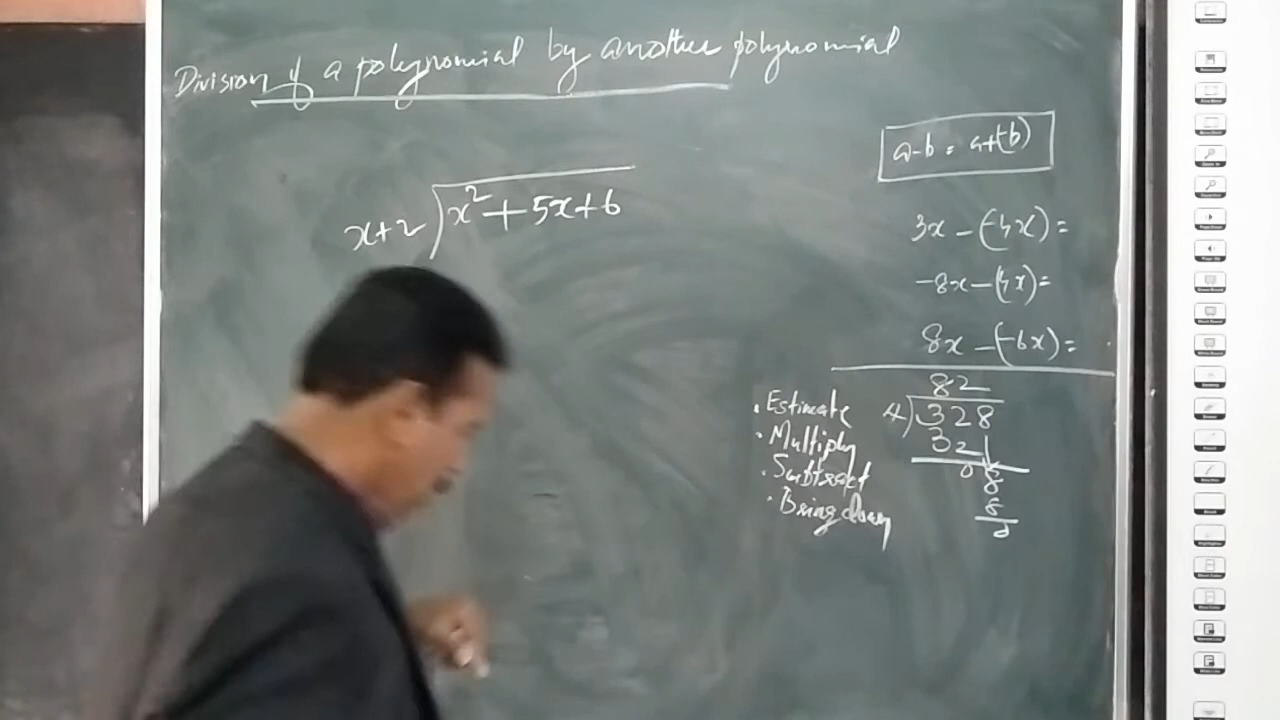 Division of a polynomial by another polynomial
a-b = a+(-b)
x+2)x²+5x+6
3x-(-4x)=
-8x-(4x)=
8x-(-6x)=
82
4)328
32
08
8
0
. Estimate
. Multiply
. Subtract
. Bring down